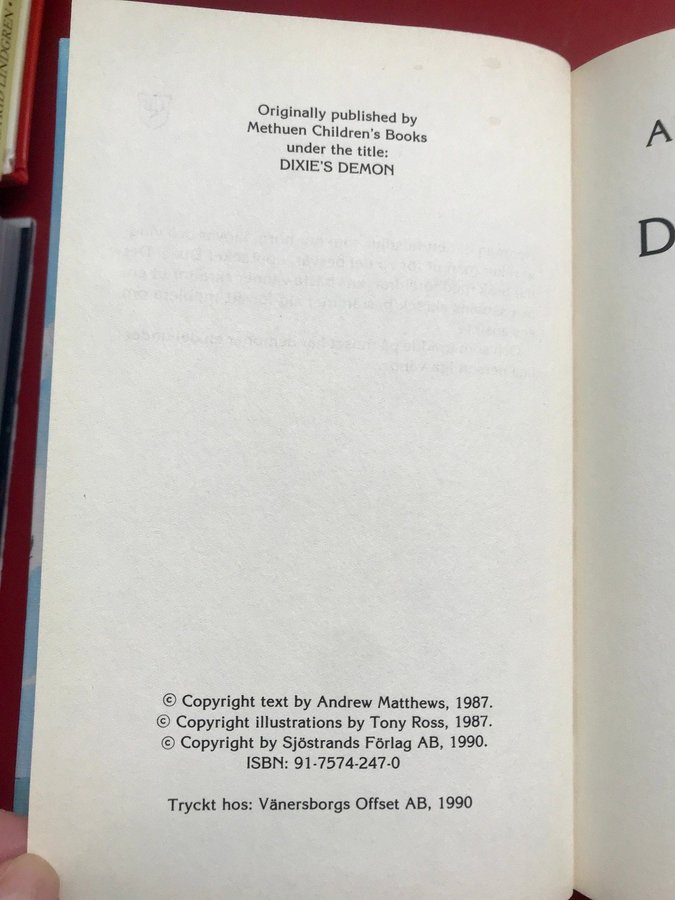 Originally published by
Methuen Children's Books
under the title:
DIXIE'S DEMON
© Copyright text by Andrew Matthews, 1987.
© Copyright illustrations by Tony Ross, 1987.
© Copyright by Sjöstrands Förlag AB, 1990.
ISBN: 91-7574-247-0
Tryckt hos: Vänersborgs Offset AB, 1990
A
D
LINDGREN